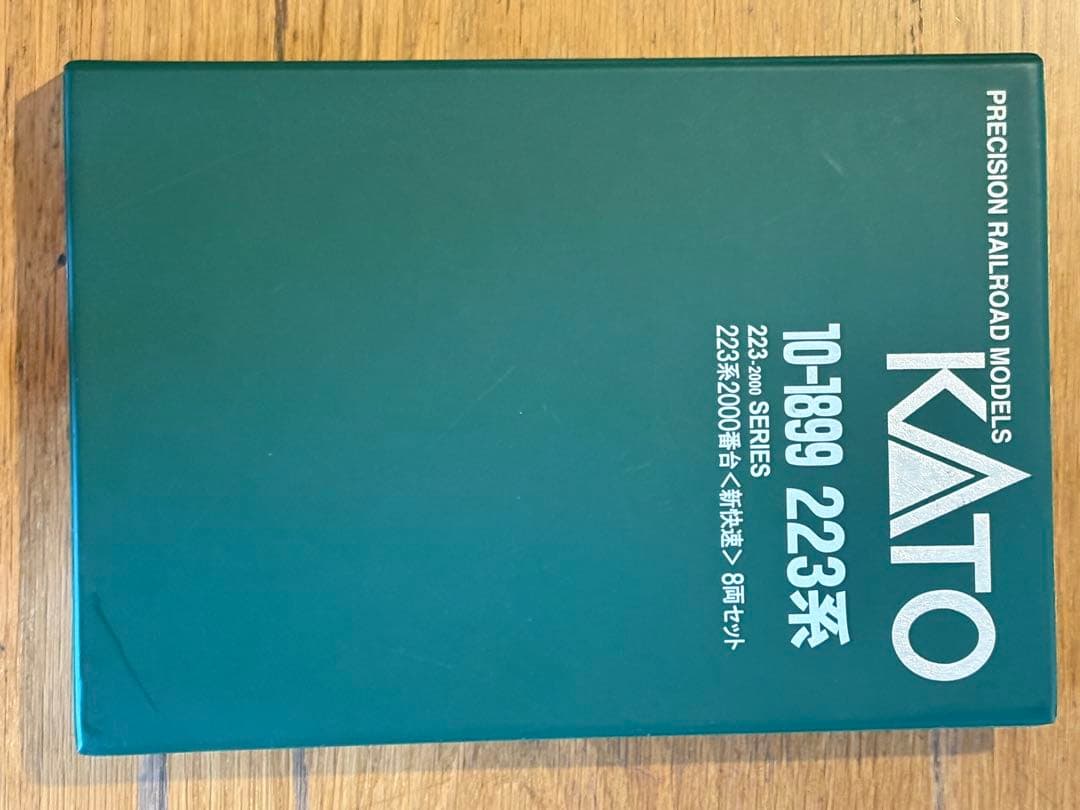 PRECISION RAILROAD MODELS
KATO
10-1899 223系
223-2000 SERIES
223系2000番台<新快速> 8両セット